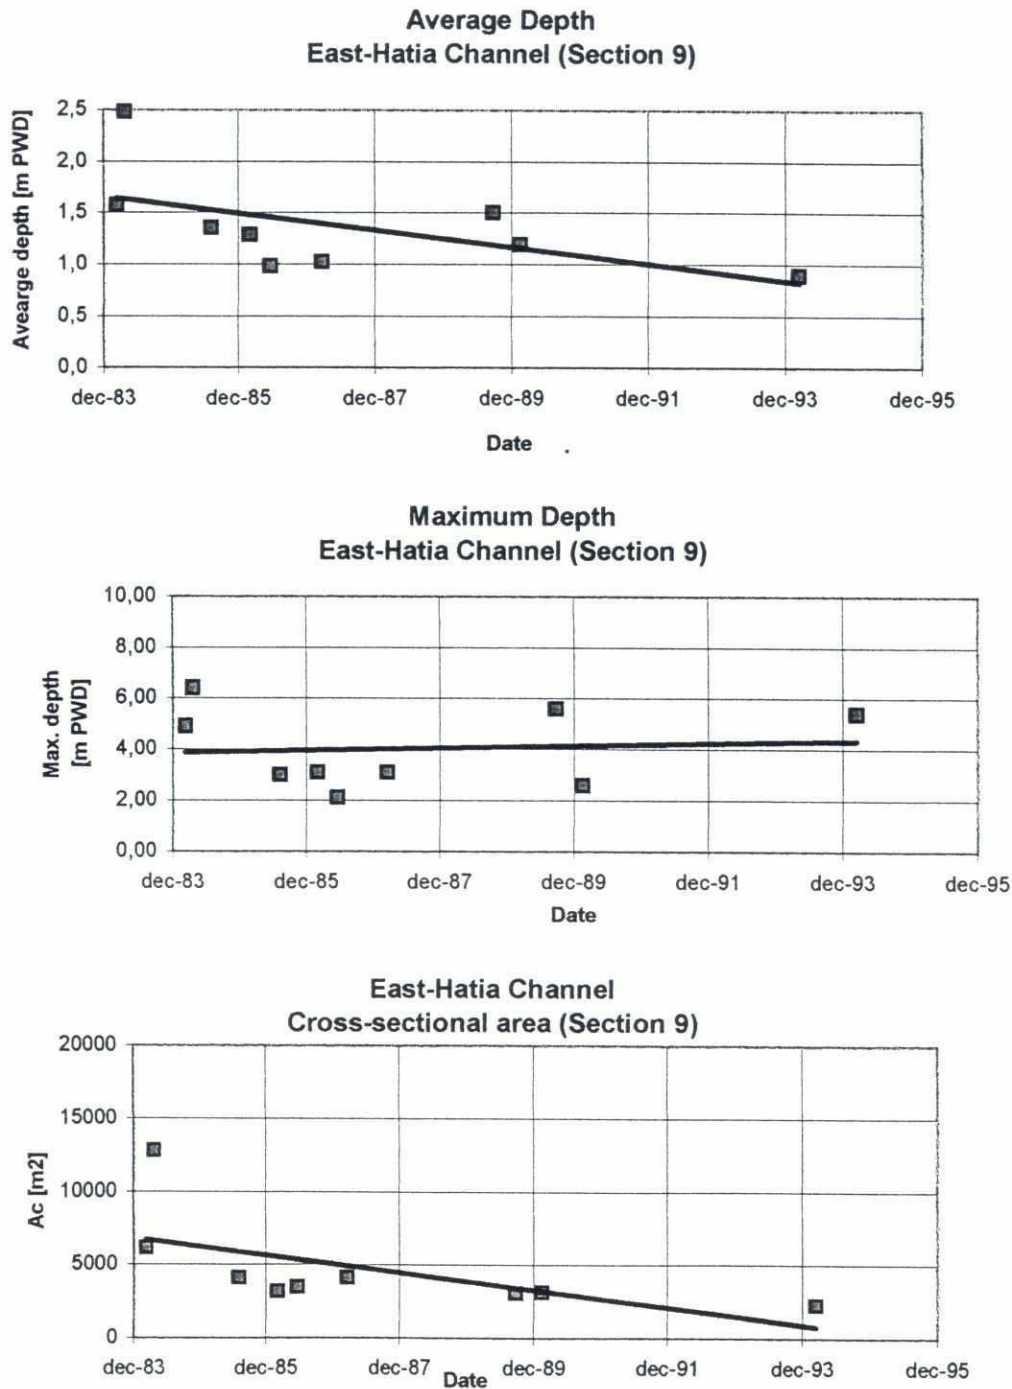 Average Depth
East-Hatia Channel (Section 9)
Avearge depth [m PWD]
2,5
2,0
1,5
1,0
0,5
0,0
dec-83 dec-85 dec-87 dec-89 dec-91 dec-93 dec-95
Date
Maximum Depth
East-Hatia Channel (Section 9)
Max. depth
[m PWD]
10,00
8,00
6,00
4,00
2,00
0,00
dec-83 dec-85 dec-87 dec-89 dec-91 dec-93 dec-95
Date
East-Hatia Channel
Cross-sectional area (Section 9)
Ac [m2]
20000
15000
10000
5000
0
dec-83 dec-85 dec-87 dec-89 dec-91 dec-93 dec-95
Date